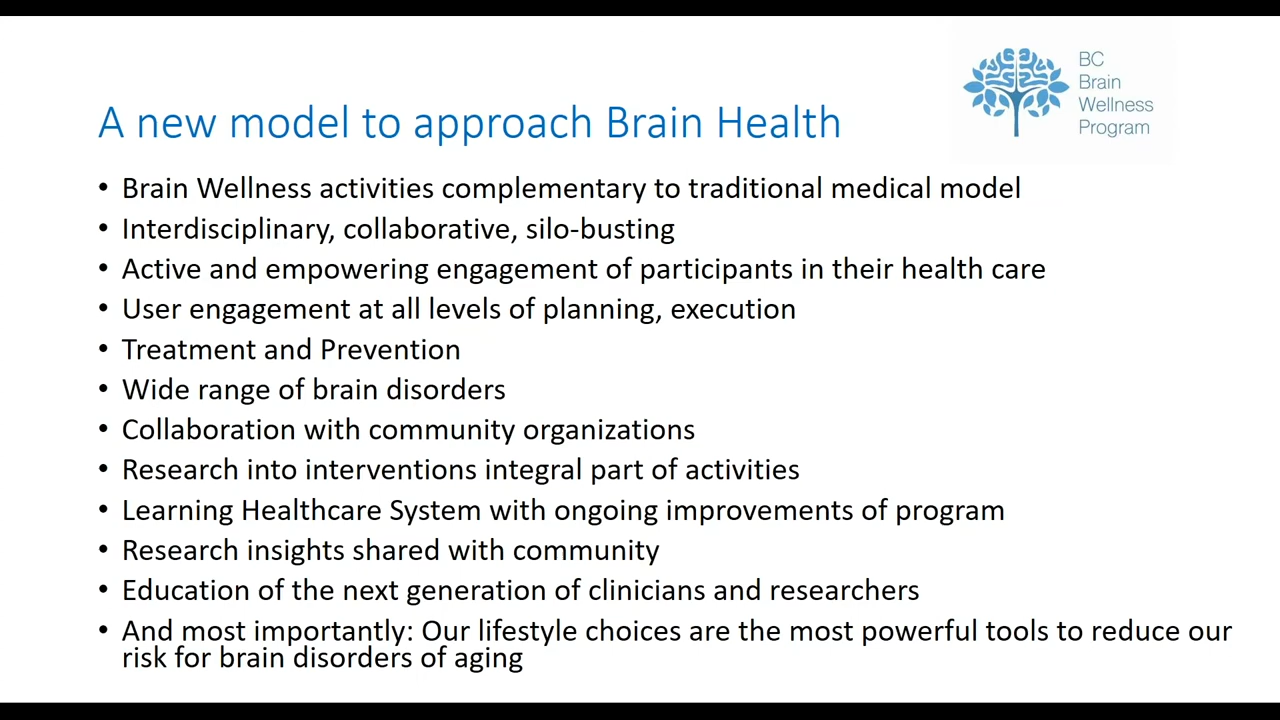 BC
Brain
Wellness
Program
A new model to approach Brain Health
• Brain Wellness activities complementary to traditional medical model
• Interdisciplinary, collaborative, silo-busting
• Active and empowering engagement of participants in their health care
• User engagement at all levels of planning, execution
• Treatment and Prevention
• Wide range of brain disorders
• Collaboration with community organizations
• Research into interventions integral part of activities
• Learning Healthcare System with ongoing improvements of program
• Research insights shared with community
• Education of the next generation of clinicians and researchers
• And most importantly: Our lifestyle choices are the most powerful tools to reduce our
risk for brain disorders of aging